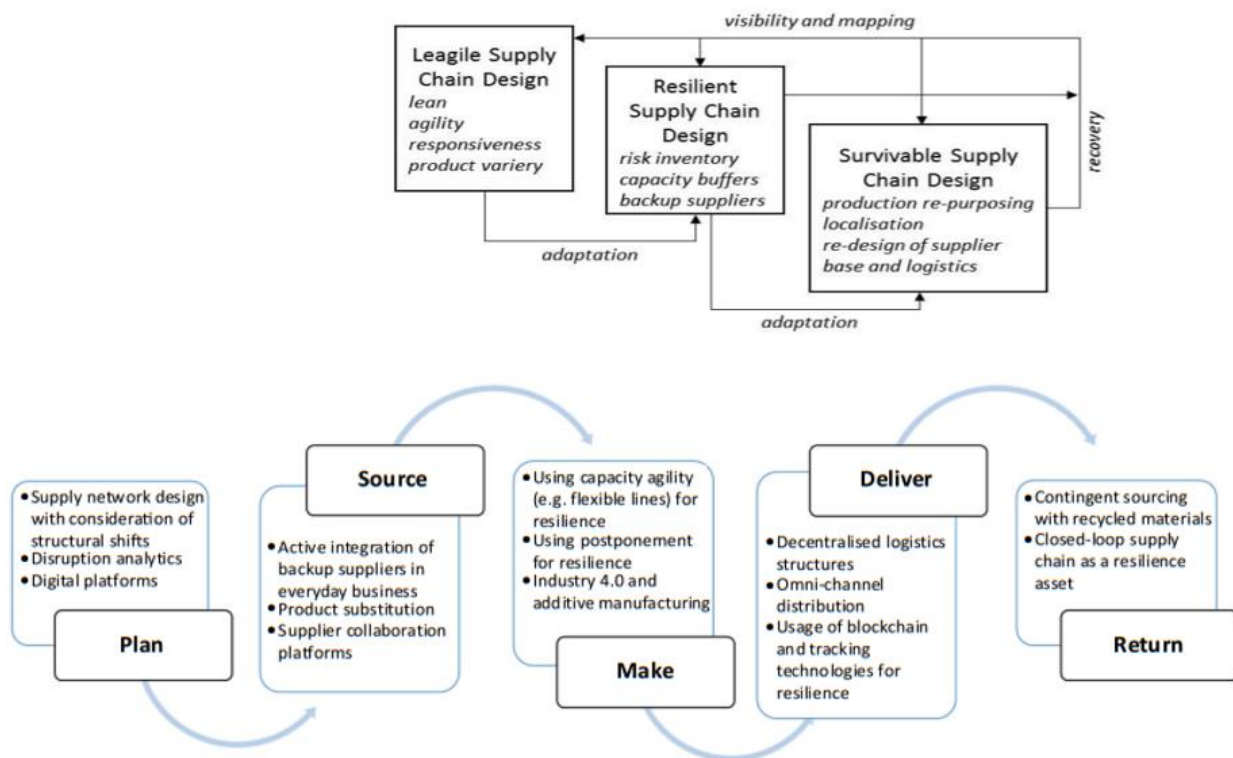 visibility and mapping
Leagile Supply
Chain Design
lean
agility
responsiveness
product variery
Resilient
Supply Chain
Design
risk inventory
capacity buffers
backup suppliers
Survivable Supply
Chain Design
production re-purposing
localisation
re-design of supplier
base and logistics
recovery
adaptation
adaptation
• Supply network design
with consideration of
structural shifts
• Disruption analytics
• Digital platforms
Plan
Source
• Active integration of
backup suppliers in
everyday business
• Product substitution
• Supplier collaboration
platforms
• Using capacity agility
(e.g. flexible lines) for
resilience
• Using postponement
for resilience
• Industry 4.0 and
additive manufacturing
Make
Deliver
• Decentralised logistics
structures
• Omni-channel
distribution
• Usage of blockchain
and tracking
technologies for
resilience
• Contingent sourcing
with recycled materials
• Closed-loop supply
chain as a resilience
asset
Return